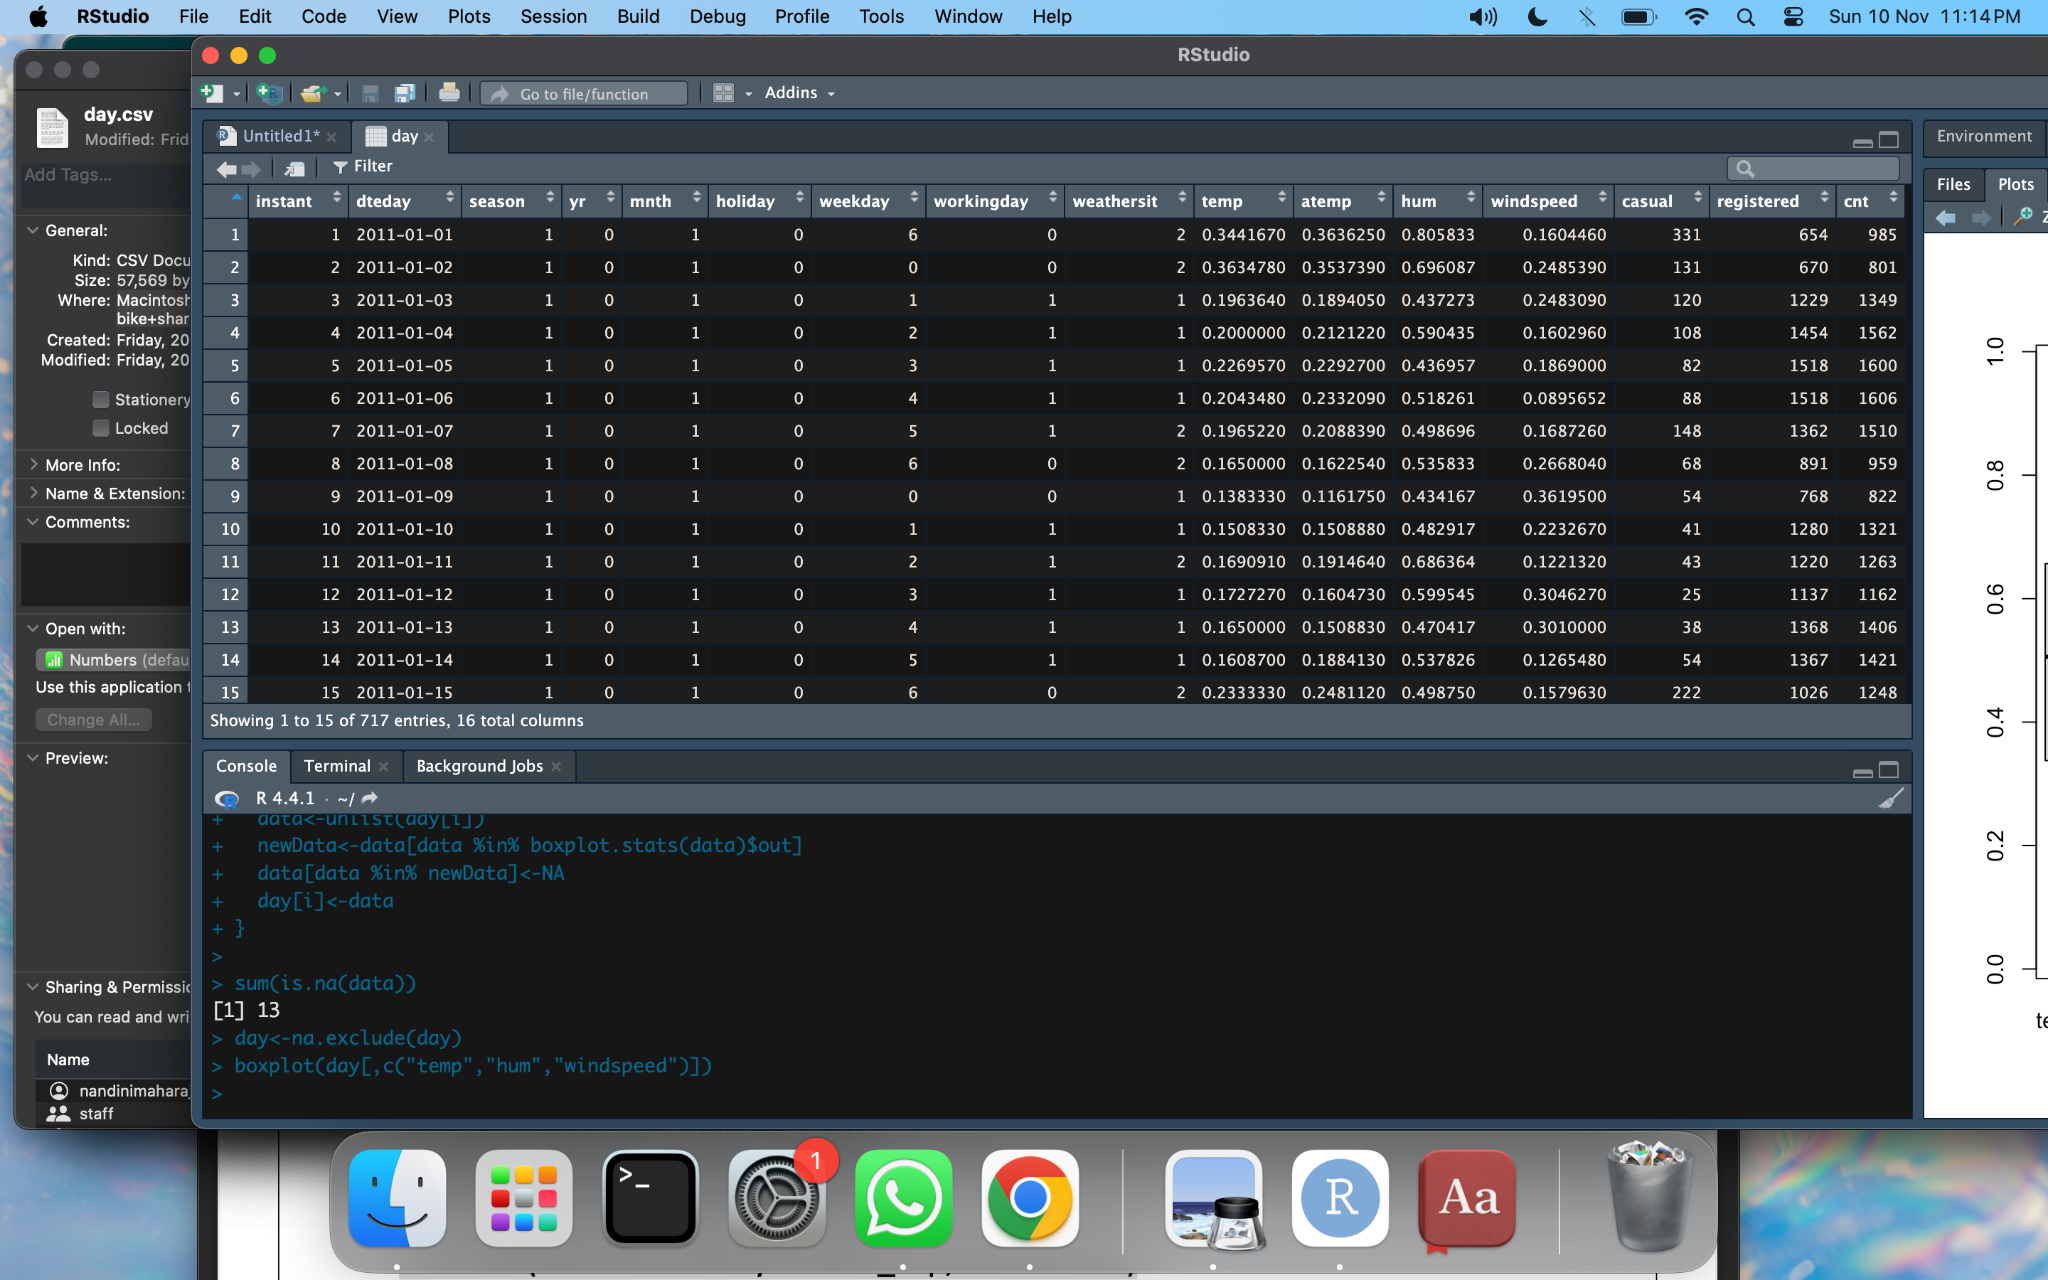 RStudio File Edit Code View Plots Session Build Debug Profile Tools Window Help Sun 10 Nov 11:14 PM
RStudio
day.csv
Modified: Frid
Add Tags...
General:
Kind: CSV Docu
Size: 57,569 by
Where: Macintosh
bike+shar
Created: Friday, 20
Modified: Friday, 20
Stationery
Locked
More Info:
Name & Extension:
Comments:
Open with:
Numbers (defau
Use this application t
Change All...
Preview:
Sharing & Permissio
You can read and wri
Name
nandinimahara
staff
Go to file/function Addins
Untitled1* day
Filter
instant dteday season yr mnth holiday weekday workingday weathersit temp atemp hum windspeed casual registered cnt
1 1 2011-01-01 1 0 1 0 6 0 2 0.3441670 0.3636250 0.805833 0.1604460 331 654 985
2 2 2011-01-02 1 0 1 0 0 0 2 0.3634780 0.3537390 0.696087 0.2485390 131 670 801
3 3 2011-01-03 1 0 1 0 1 1 1 0.1963640 0.1894050 0.437273 0.2483090 120 1229 1349
4 4 2011-01-04 1 0 1 0 2 1 1 0.2000000 0.2121220 0.590435 0.1602960 108 1454 1562
5 5 2011-01-05 1 0 1 0 3 1 1 0.2269570 0.2292700 0.436957 0.1869000 82 1518 1600
6 6 2011-01-06 1 0 1 0 4 1 1 0.2043480 0.2332090 0.518261 0.0895652 88 1518 1606
7 7 2011-01-07 1 0 1 0 5 1 2 0.1965220 0.2088390 0.498696 0.1687260 148 1362 1510
8 8 2011-01-08 1 0 1 0 6 0 2 0.1650000 0.1622540 0.535833 0.2668040 68 891 959
9 9 2011-01-09 1 0 1 0 0 0 1 0.1383330 0.1161750 0.434167 0.3619500 54 768 822
10 10 2011-01-10 1 0 1 0 1 1 1 0.1508330 0.1508880 0.482917 0.2232670 41 1280 1321
11 11 2011-01-11 1 0 1 0 2 1 2 0.1690910 0.1914640 0.686364 0.1221320 43 1220 1263
12 12 2011-01-12 1 0 1 0 3 1 1 0.1727270 0.1604730 0.599545 0.3046270 25 1137 1162
13 13 2011-01-13 1 0 1 0 4 1 1 0.1650000 0.1508830 0.470417 0.3010000 38 1368 1406
14 14 2011-01-14 1 0 1 0 5 1 1 0.1608700 0.1884130 0.537826 0.1265480 54 1367 1421
15 15 2011-01-15 1 0 1 0 6 0 2 0.2333330 0.2481120 0.498750 0.1579630 222 1026 1248
Showing 1 to 15 of 717 entries, 16 total columns
Console Terminal Background Jobs
R 4.4.1 · ~/
+ data<-unlist(day[i])
+ newData<-data[data %in% boxplot.stats(data)$out]
+ data[data %in% newData]<-NA
+ day[i]<-data
+ }
>
> sum(is.na(data))
[1] 13
> day<-na.exclude(day)
> boxplot(day[,c("temp","hum","windspeed")])
>
Environment
Files Plots
Z
1.0
0.8
0.6
0.4
0.2
0.0
te
>_
1
R
Aa